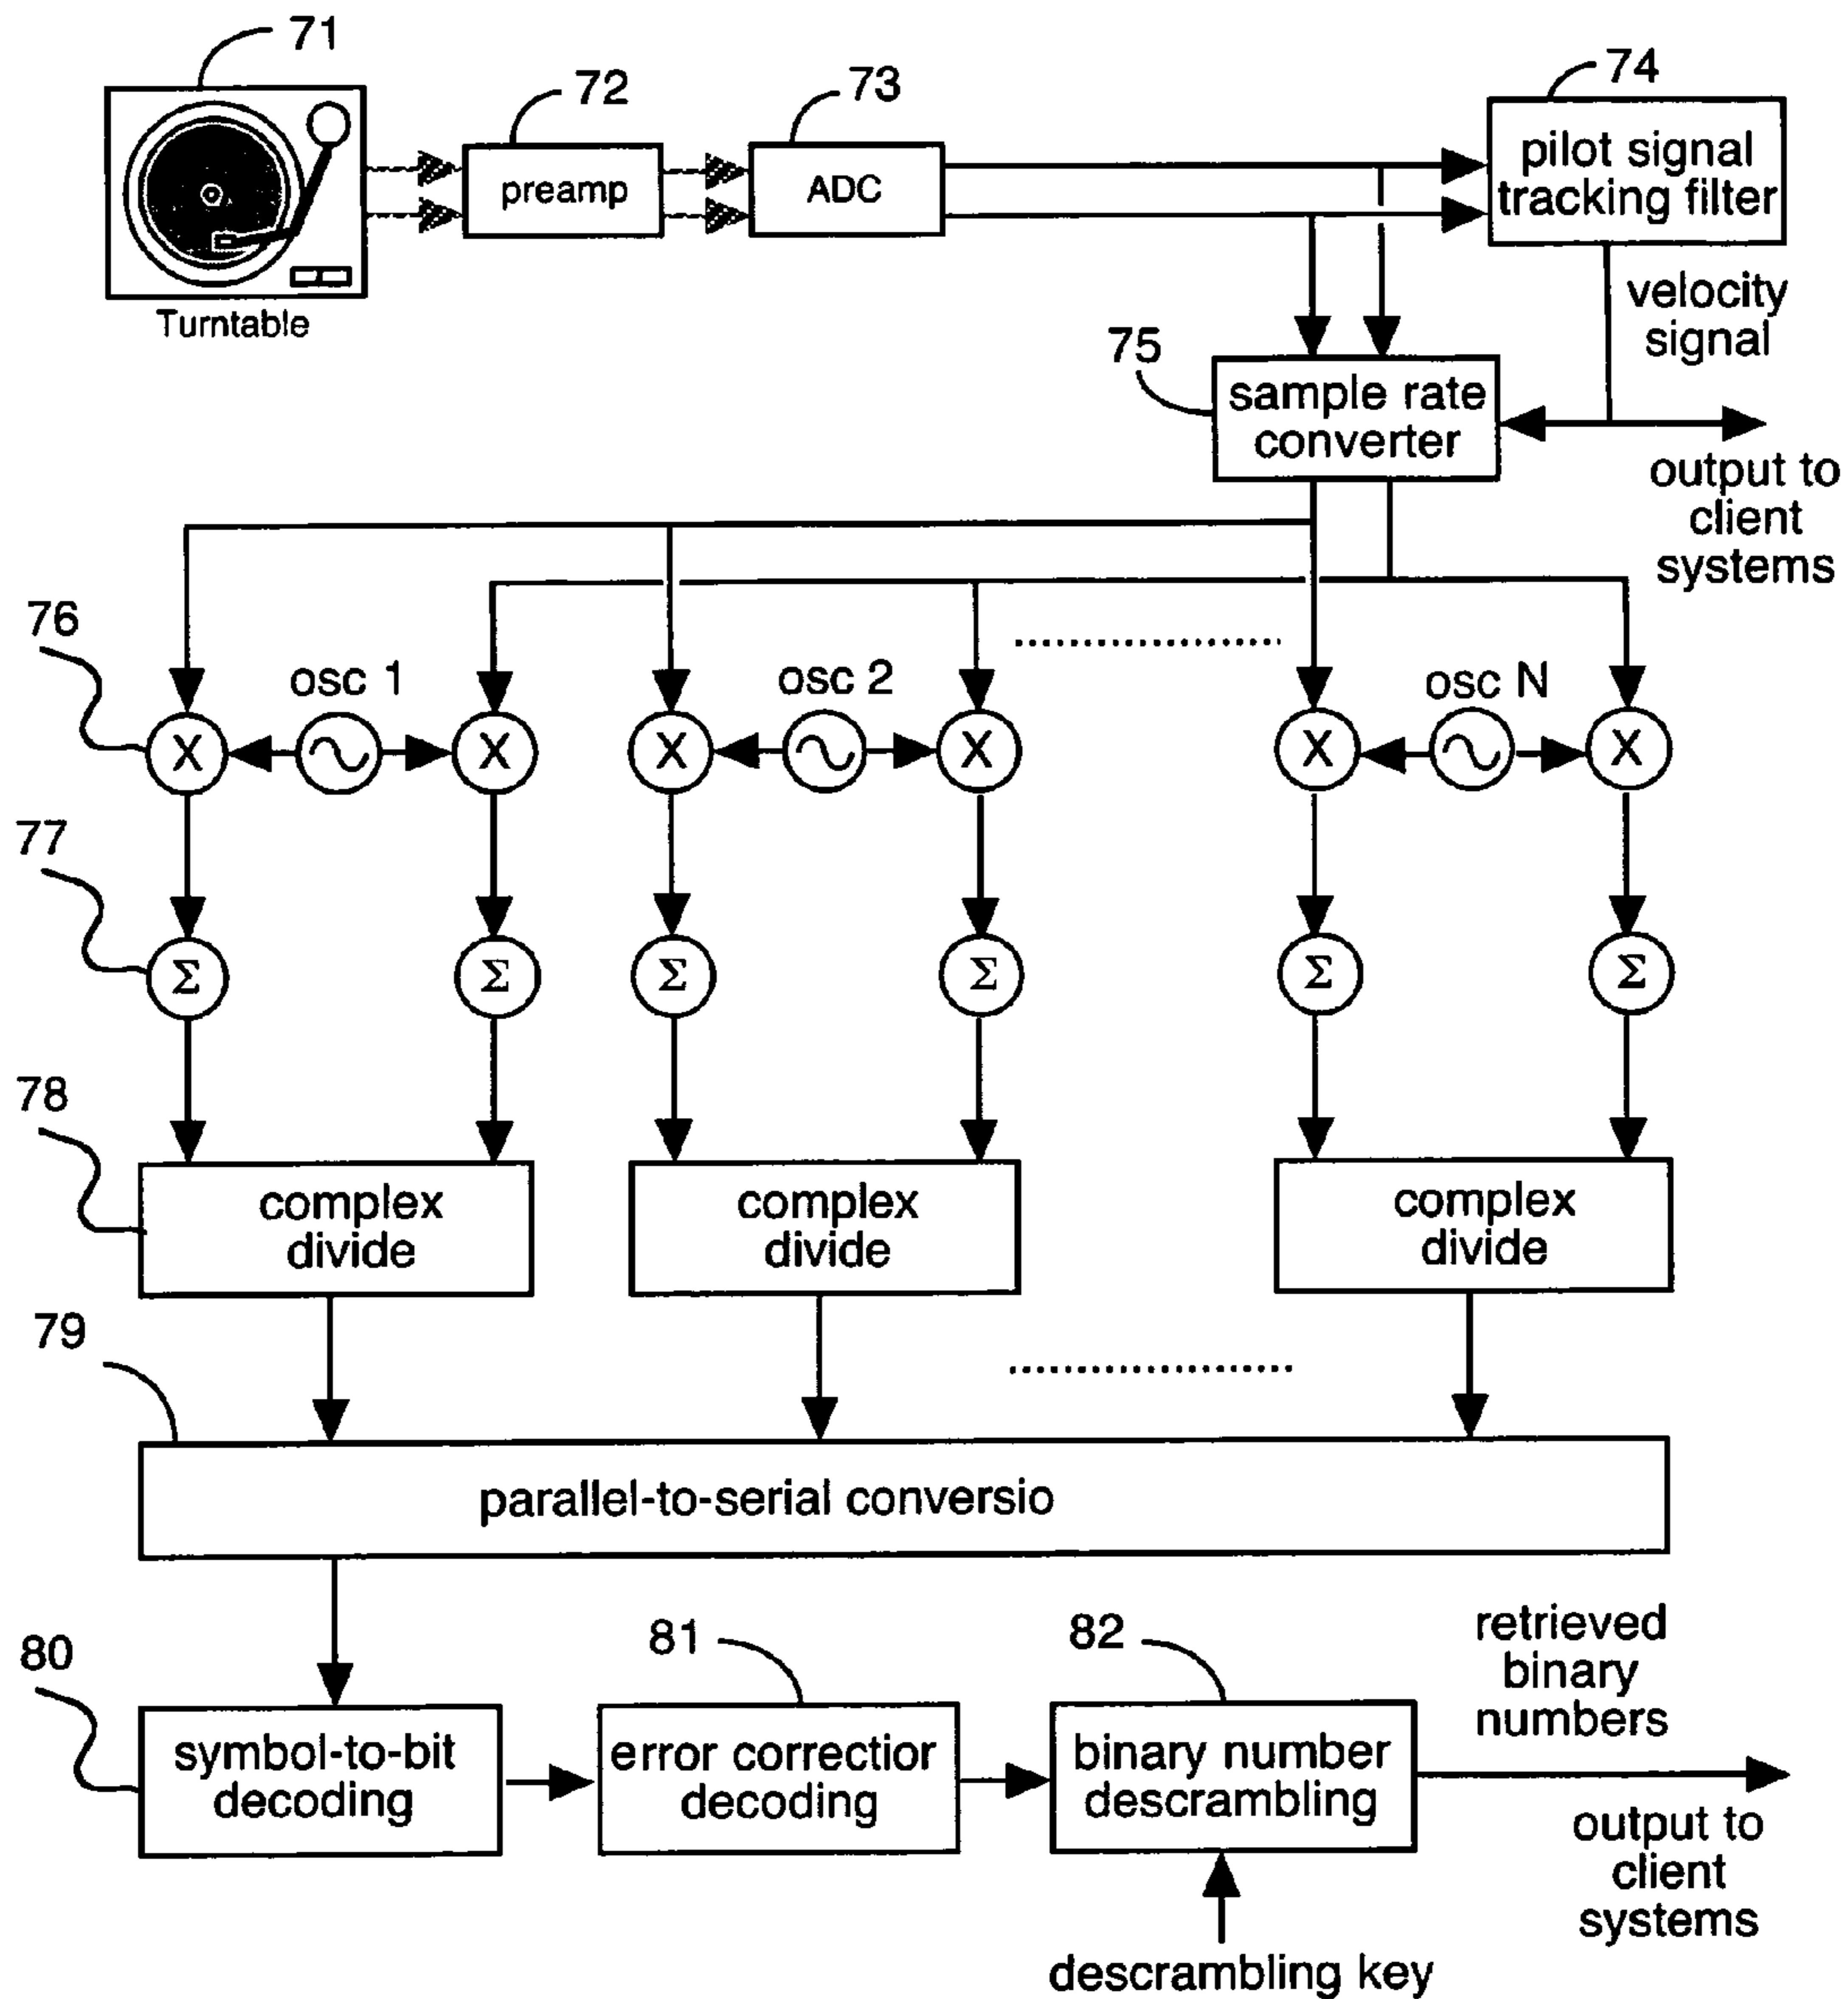 71
72
73
74
preamp
ADC
pilot signal
tracking filter
Turntable
velocity
signal
75
sample rate
converter
output to
client
systems
76
osc 1
osc 2
osc N
X
X
X
X
X
X
77
Σ
Σ
Σ
Σ
Σ
Σ
78
complex
divide
complex
divide
complex
divide
79
parallel-to-serial conversio
80
81
82
retrieved
binary
numbers
symbol-to-bit
decoding
error correctior
decoding
binary number
descrambling
output to
client
systems
descrambling key